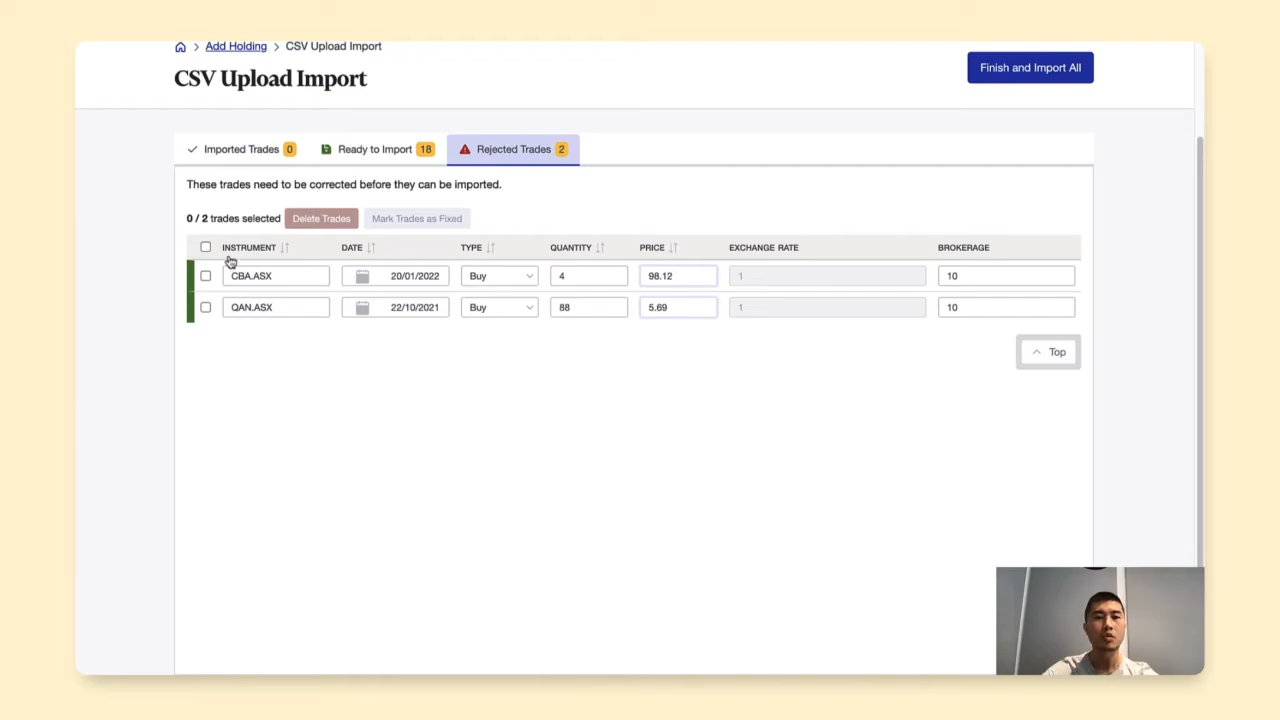 Add Holding > CSV Upload Import
CSV Upload Import
Finish and Import All
Imported Trades 0
Ready to Import 18
Rejected Trades 2
These trades need to be corrected before they can be imported.
0 / 2 trades selected Delete Trades Mark Trades as Fixed
INSTRUMENT DATE TYPE QUANTITY PRICE EXCHANGE RATE BROKERAGE
CBA.ASX 20/01/2022 Buy 4 98.12 1 10
QAN.ASX 22/10/2021 Buy 88 5.69 1 10
Top